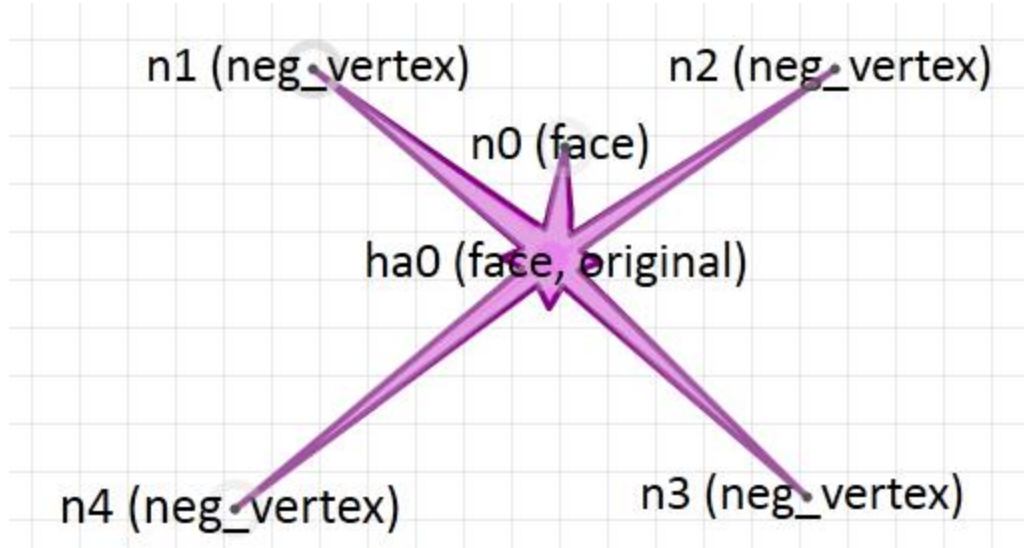 n1 (neg_vertex)
n2 (neg_vertex)
n0 (face)
ha0 (face, original)
n4 (neg_vertex)
n3 (neg_vertex)